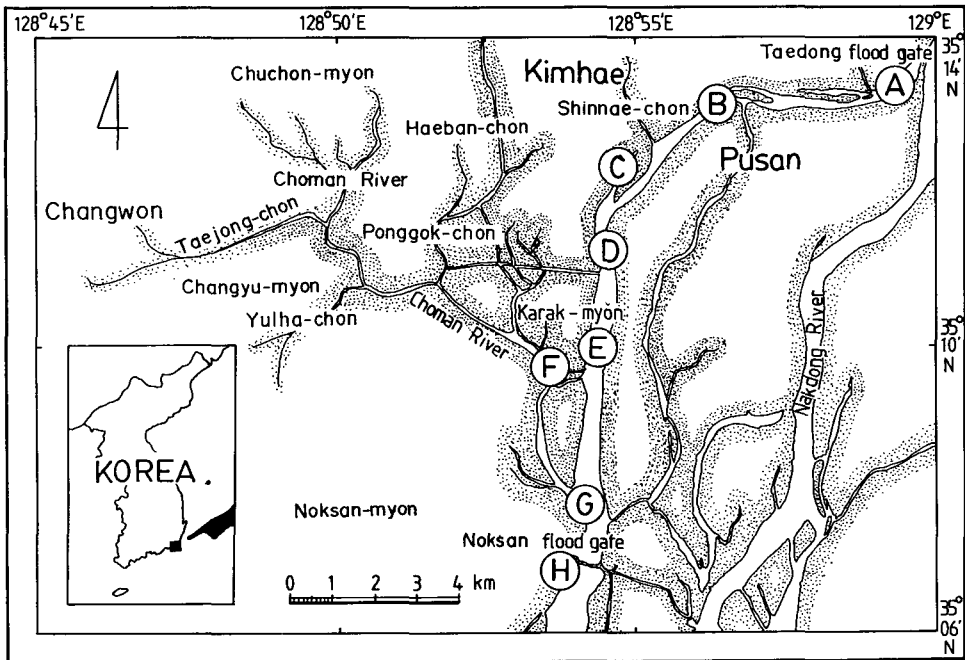 128°45′E
128°50′
128°55′
129°E
35°
14′
N
Taedong flood gate
A
Chuchon-myon
Kimhae
B
Shinnae-chon
Haeban-chon
Pusan
C
Choman River
Changwon
Taejong-chon
Ponggok-chon
D
Changyu-myon
Karak-myŏn
Yulha-chon
Choman River
E
35°
10′
F
Nakdong River
KOREA
G
Noksan-myon
Noksan flood gate
H
0 1 2 3 4 km
35°
06′
N
4